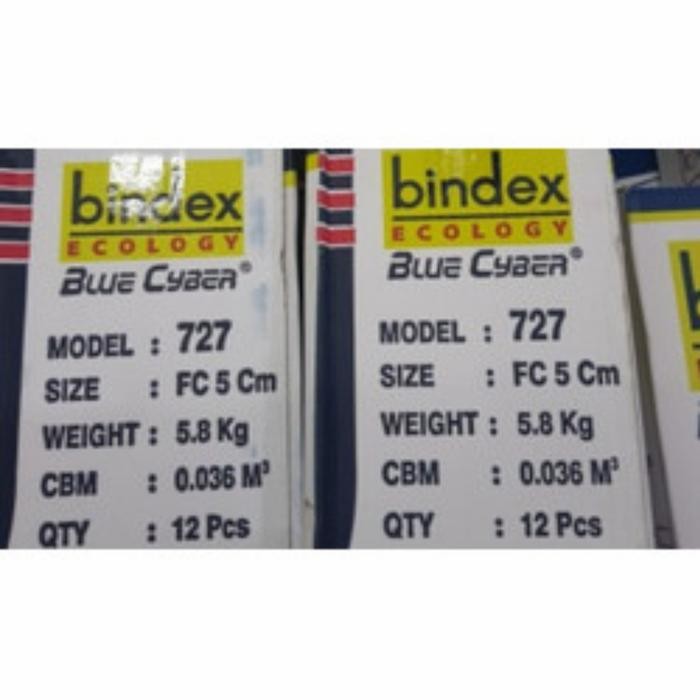 bindex
ECOLOGY
BLUE CYBER®
MODEL : 727
SIZE : FC 5 Cm
WEIGHT : 5.8 Kg
CBM : 0.036 M³
QTY : 12 Pcs
bindex
ECOLOGY
BLUE CYBER®
MODEL : 727
SIZE : FC 5 Cm
WEIGHT : 5.8 Kg
CBM : 0.036 M³
QTY : 12 Pcs